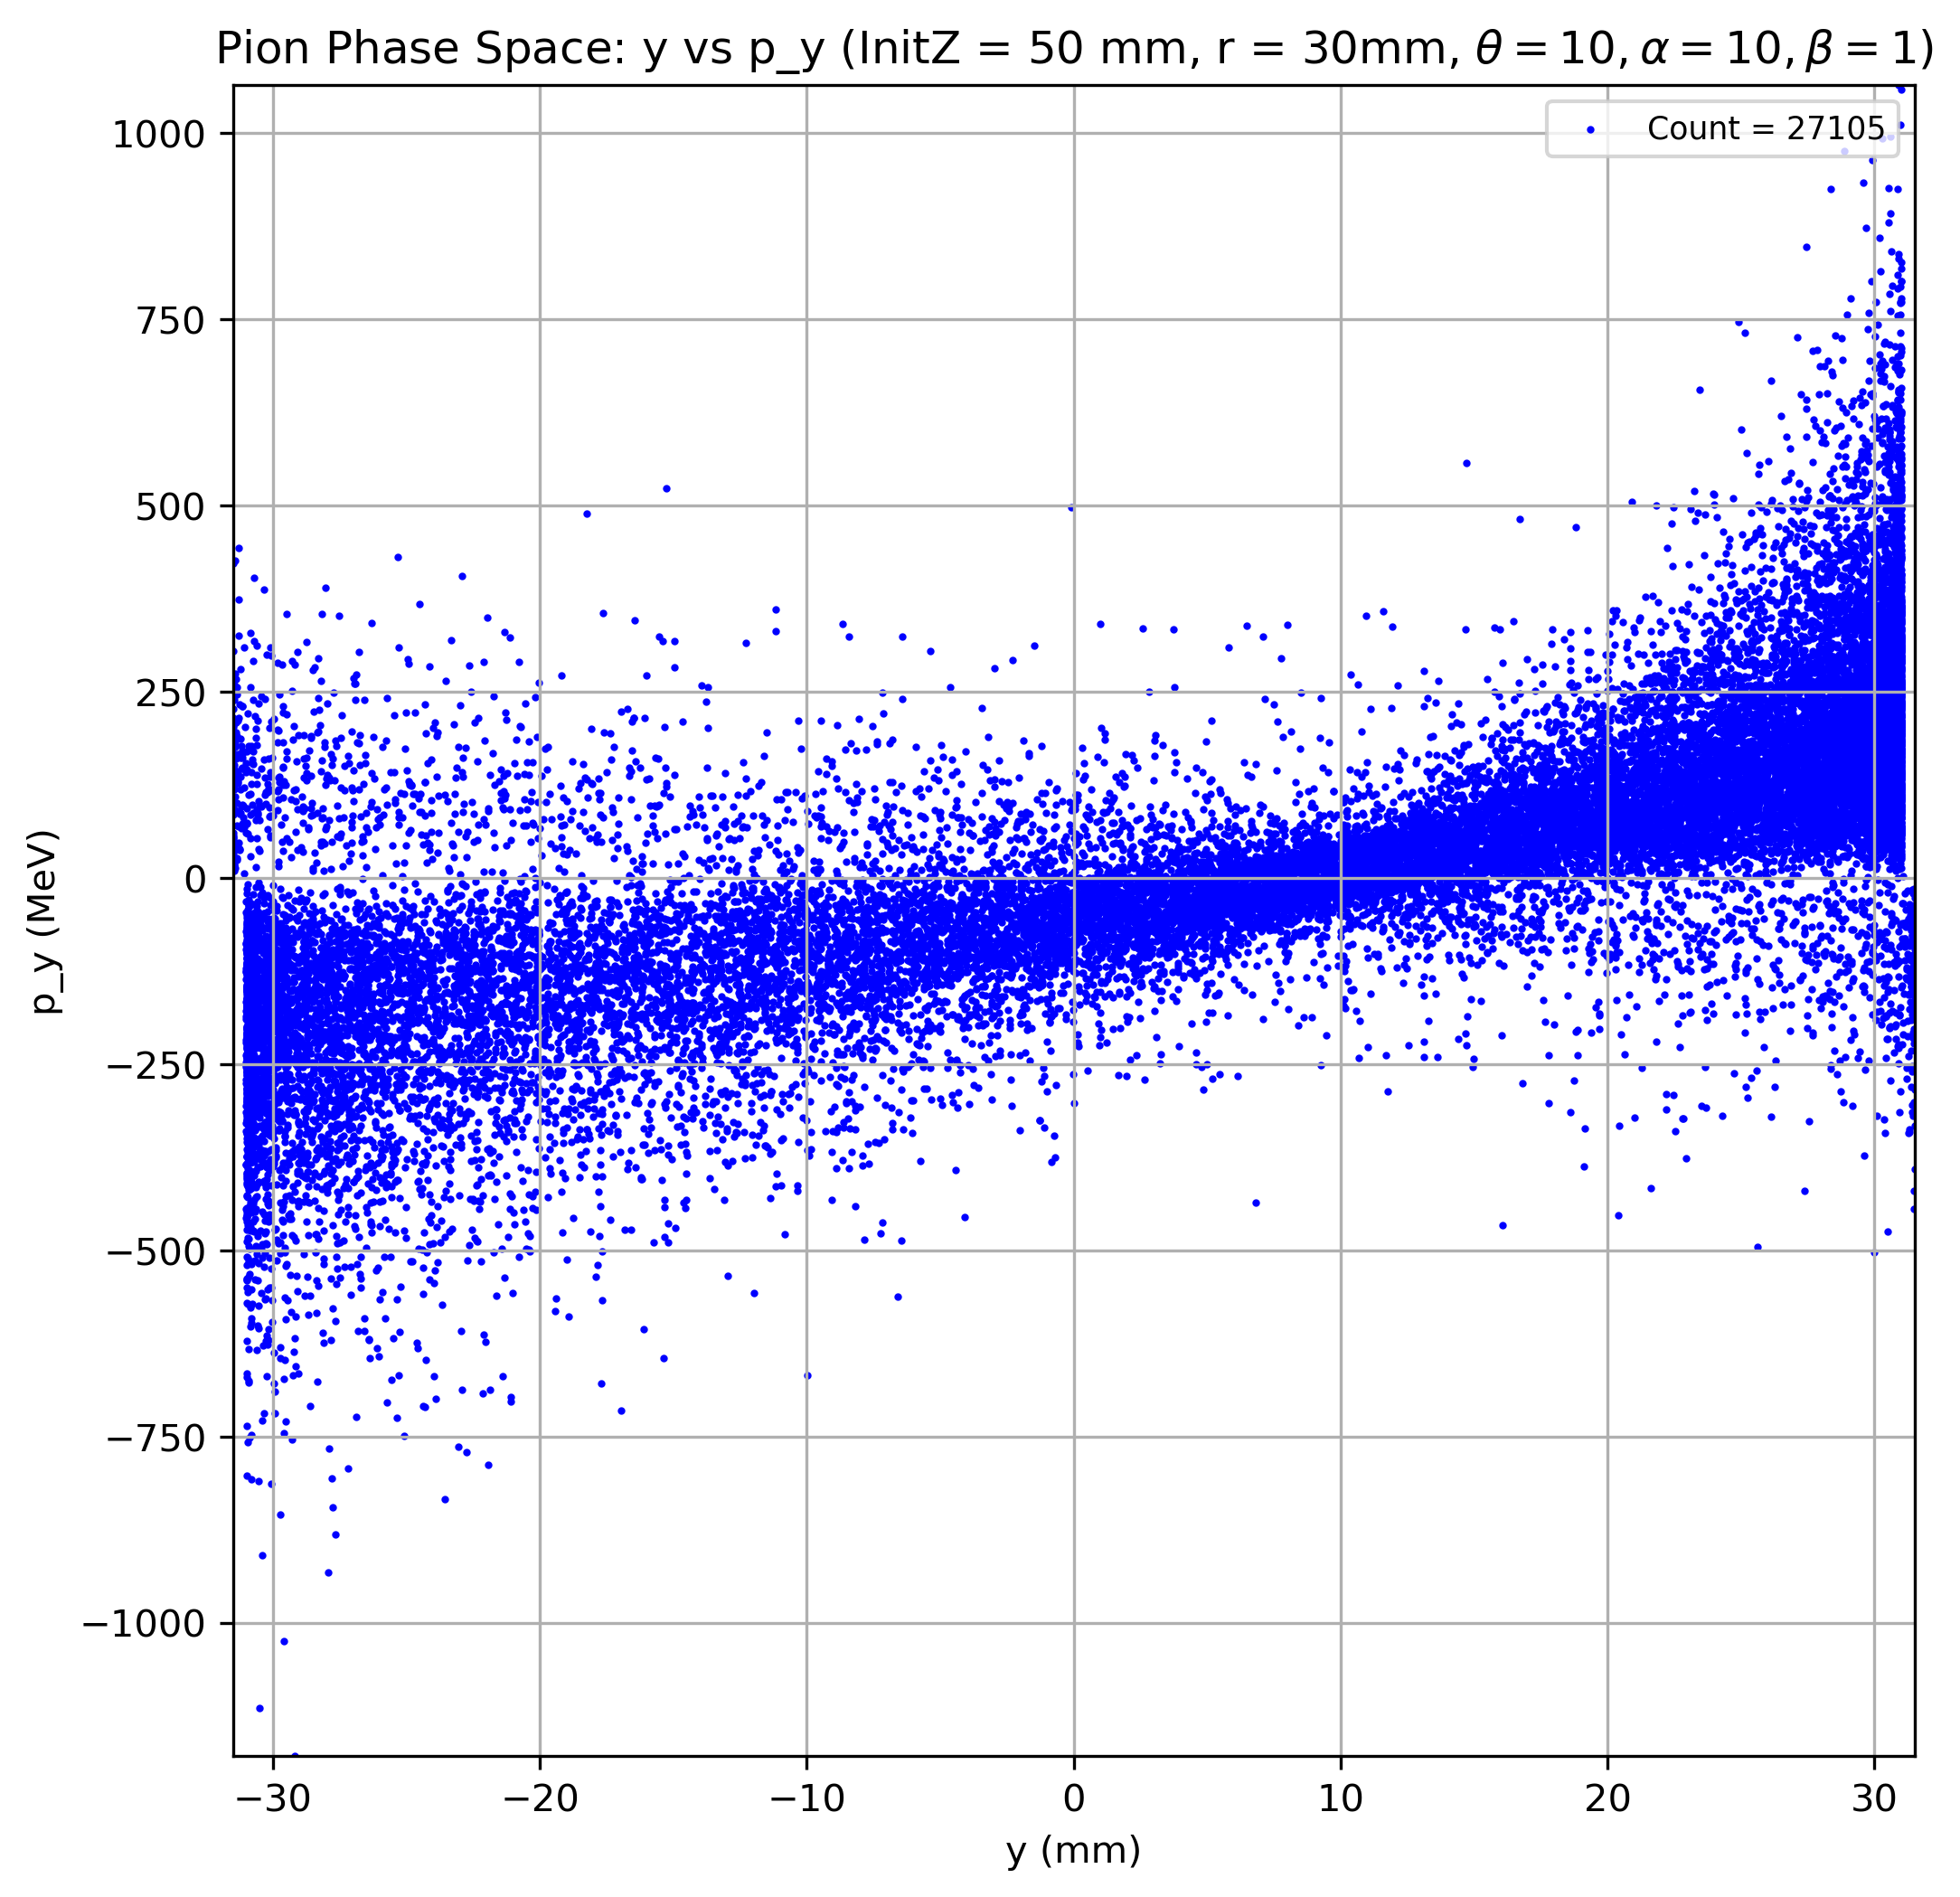 Pion Phase Space: y vs p_y (InitZ = 50 mm, r = 30mm, θ = 10, α = 10, β = 1)
Count = 27105
1000
750
500
250
0
−250
−500
−750
−1000
p_y (MeV)
−30 −20 −10 0 10 20 30
y (mm)